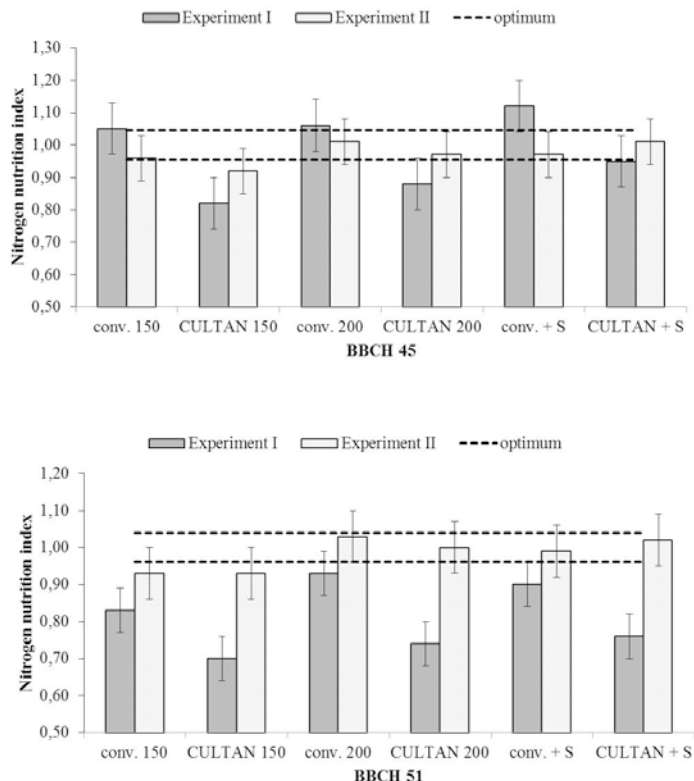 Experiment I Experiment II optimum
1,30
1,20
1,10
1,00
0,90
0,80
0,70
0,60
0,50
Nitrogen nutrition index
conv. 150 CULTAN 150 conv. 200 CULTAN 200 conv. + S CULTAN + S
BBCH 45
Experiment I Experiment II optimum
1,20
1,10
1,00
0,90
0,80
0,70
0,60
0,50
Nitrogen nutrition index
conv. 150 CULTAN 150 conv. 200 CULTAN 200 conv. + S CULTAN + S
BBCH 51